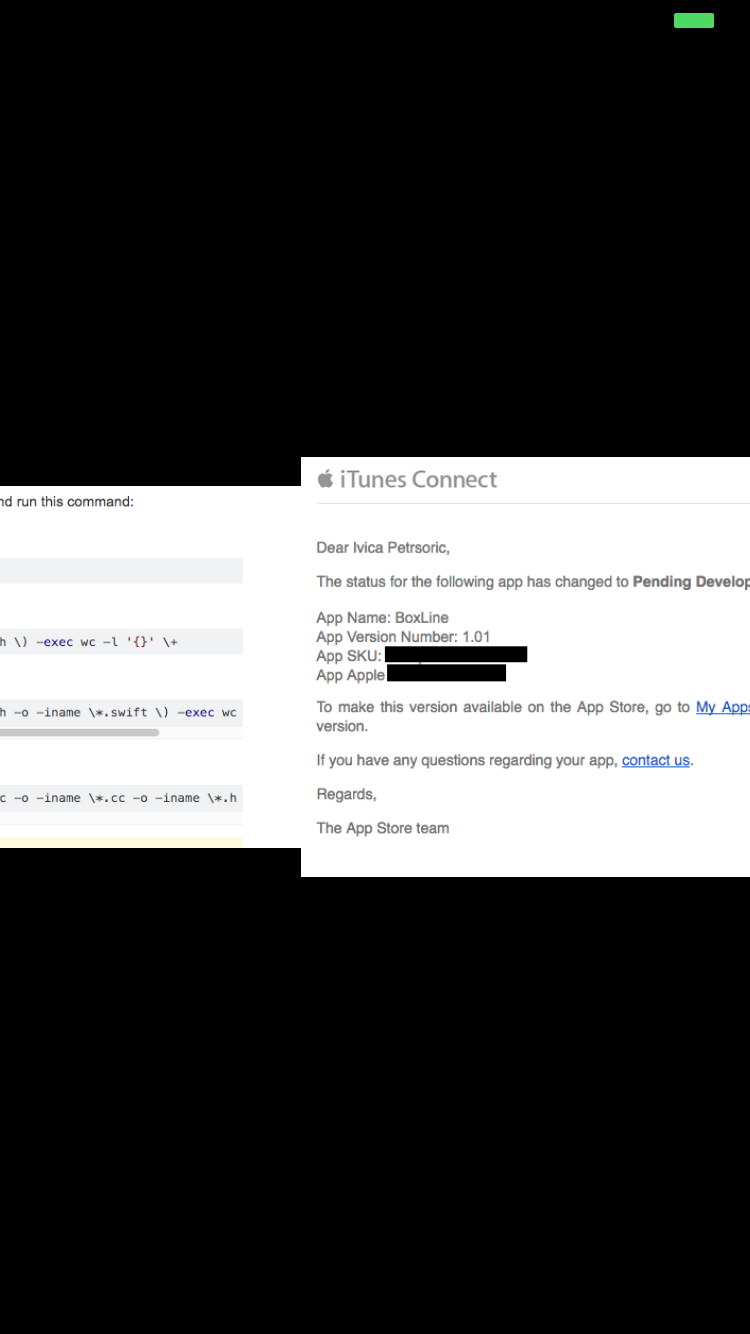 nd run this command:
h \) -exec wc -l '{}' \+
h -o -iname \*.swift \) -exec wc
c -o -iname \*.cc -o -iname \*.h
iTunes Connect
Dear Ivica Petrsoric,
The status for the following app has changed to Pending Develop
App Name: BoxLine
App Version Number: 1.01
App SKU:
App Apple
To make this version available on the App Store, go to My Apps
version.
If you have any questions regarding your app, contact us.
Regards,
The App Store team